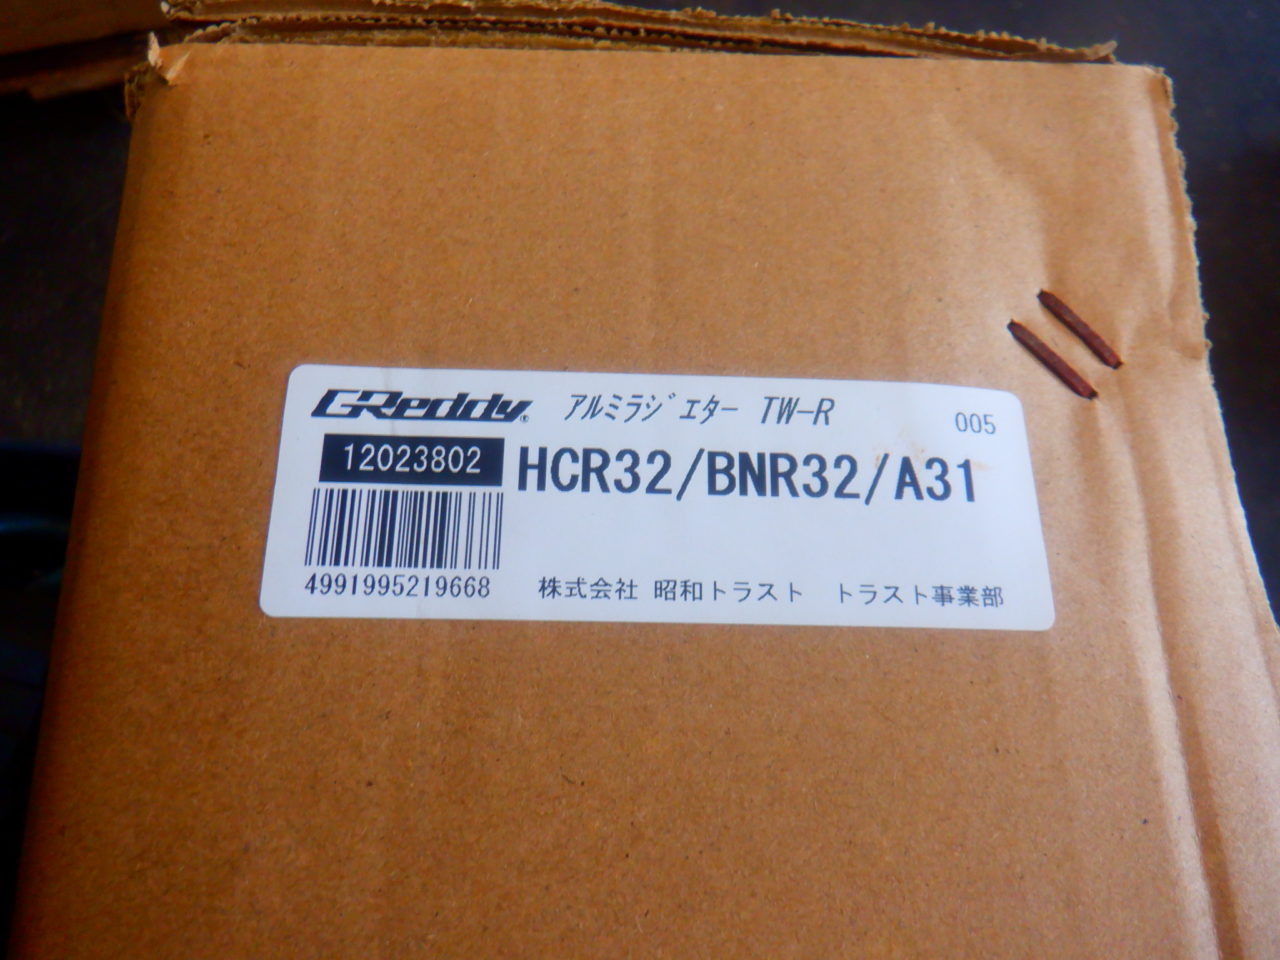 GReddy® ｱﾙﾐﾗｼﾞｴﾀｰ TW-R 005
12023802 HCR32/BNR32/A31
4991995219668 株式会社 昭和トラスト トラスト事業部